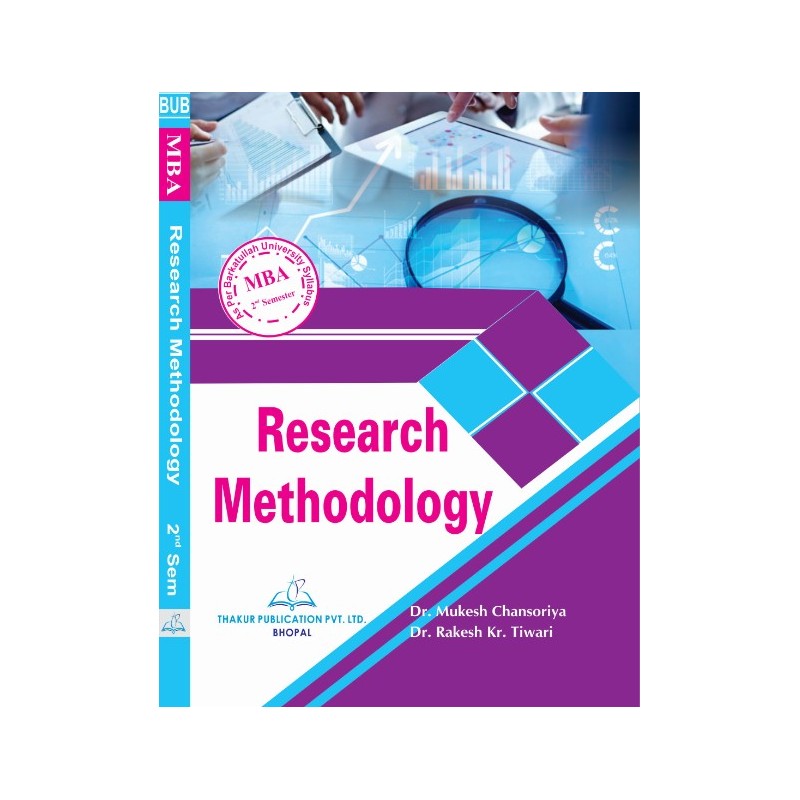 BUB
MBA
Research Methodology
2nd Sem
As Per Barkatullah University Syllabus
MBA
2nd Semester
Research
Methodology
THAKUR PUBLICATION PVT. LTD.
BHOPAL
Dr. Mukesh Chansoriya
Dr. Rakesh Kr. Tiwari